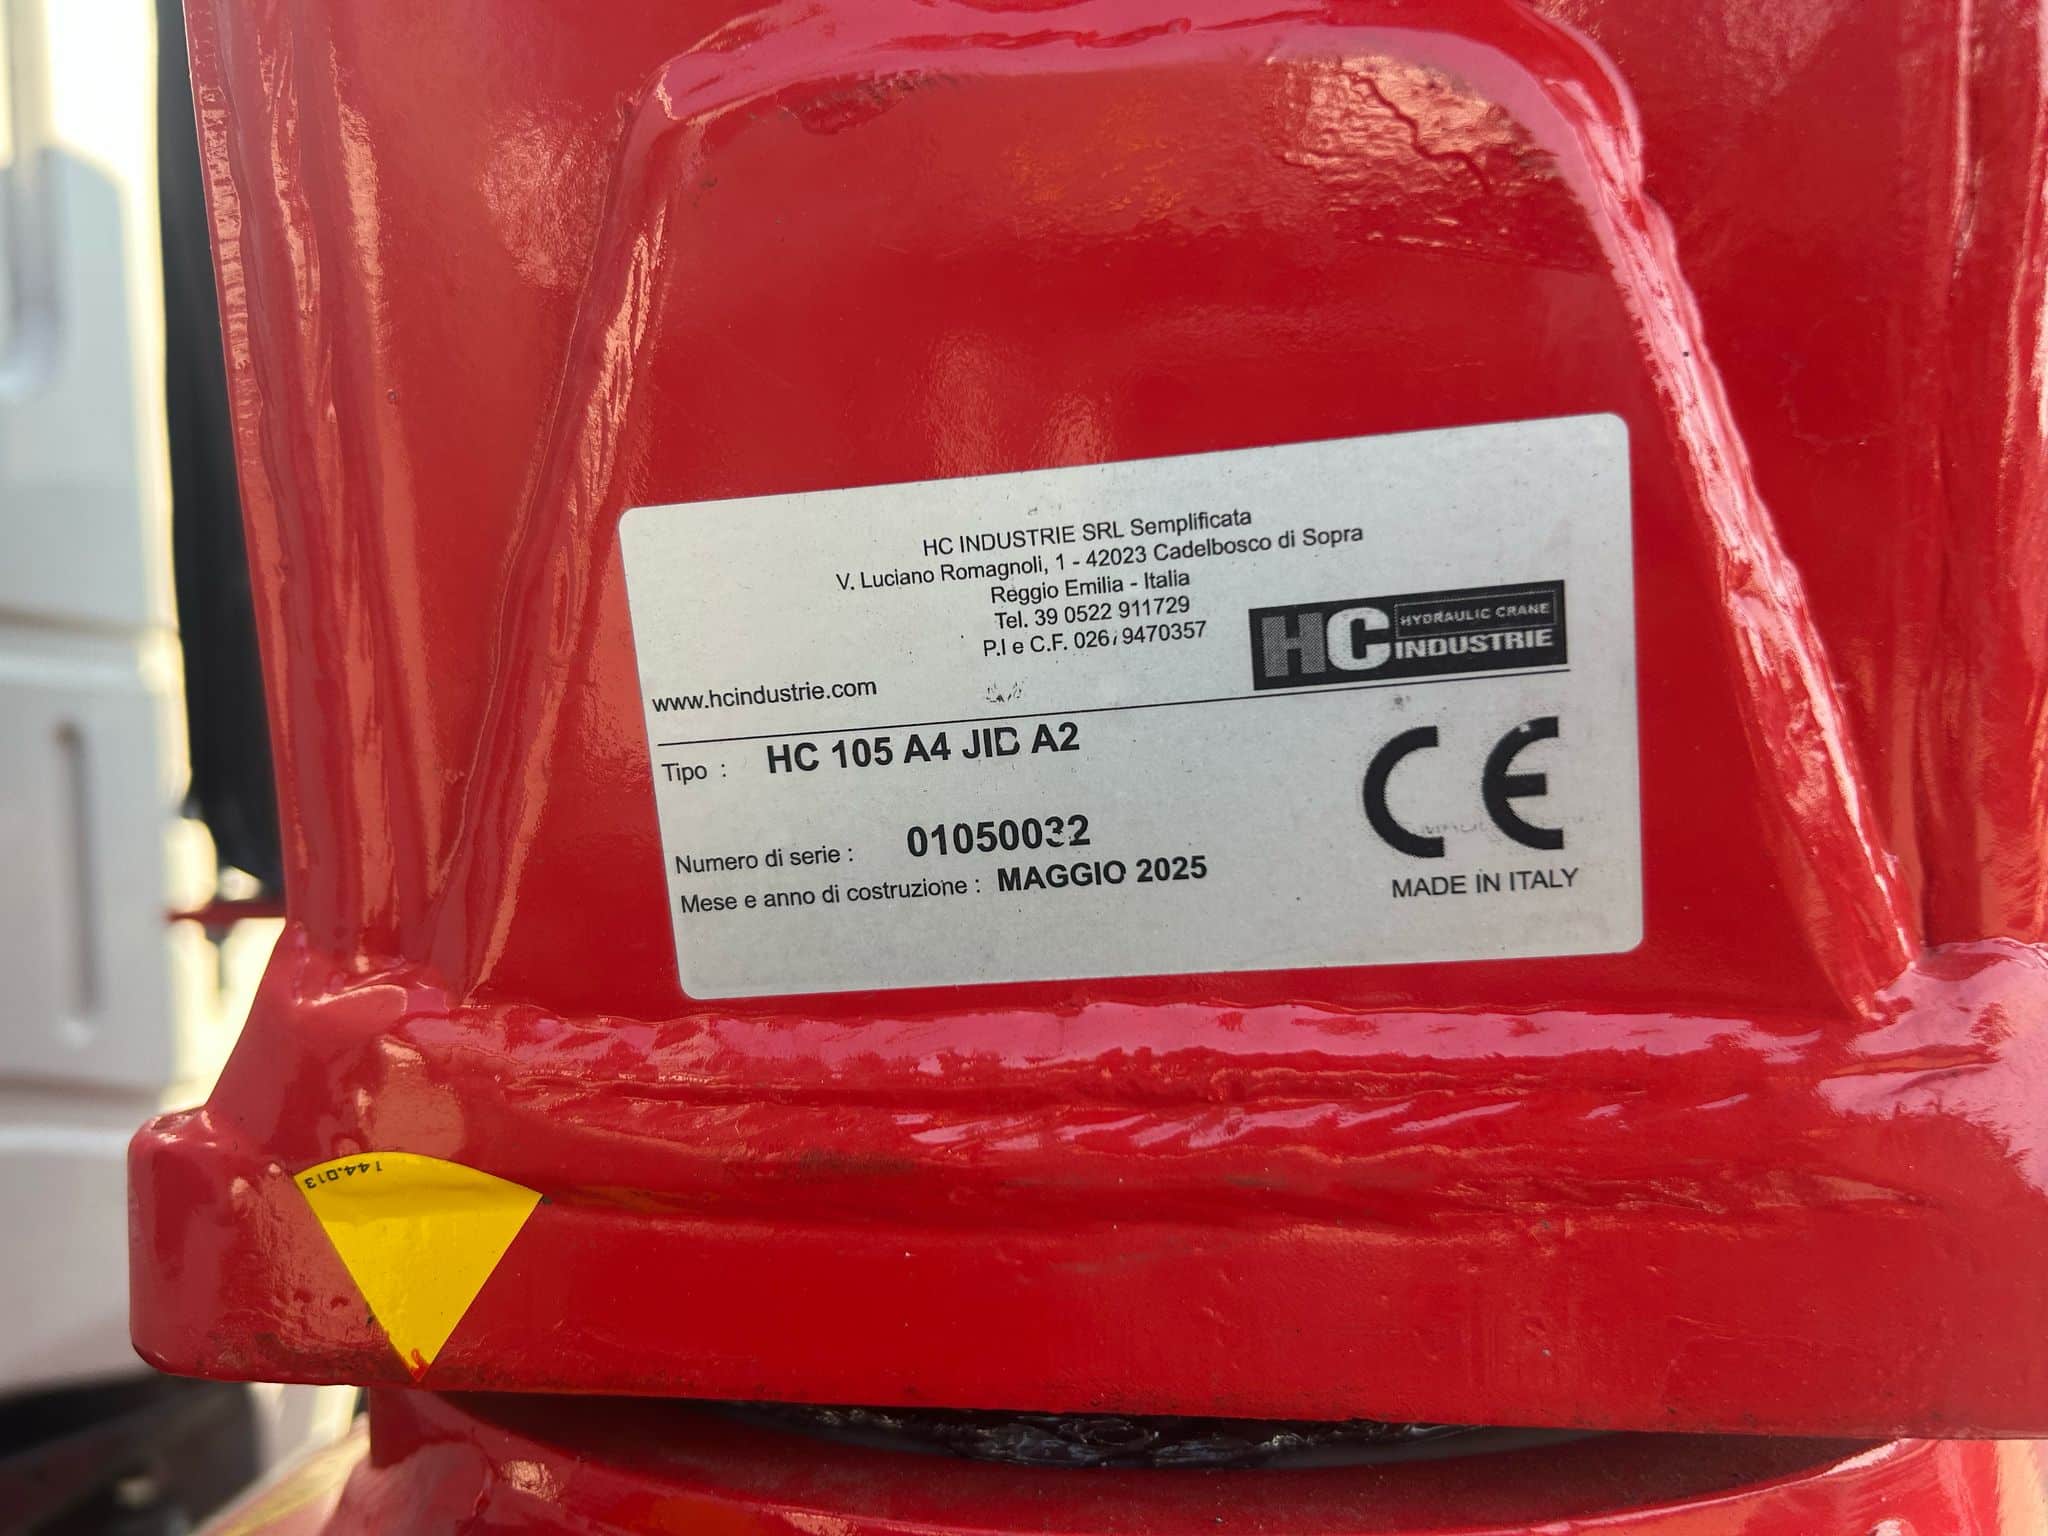 HC INDUSTRIE SRL Semplificata
V. Luciano Romagnoli, 1 - 42023 Cadelbosco di Sopra
Reggio Emilia - Italia
Tel. 39 0522 911729
P.I e C.F.
HC HYDRAULIC CRANE INDUSTRIE
www.hcindustrie.com
Tipo : HC 105 A4 JIB A2
Numero di serie : 01050032
Mese e anno di costruzione : MAGGIO 2025
CE
MADE IN ITALY
144.013